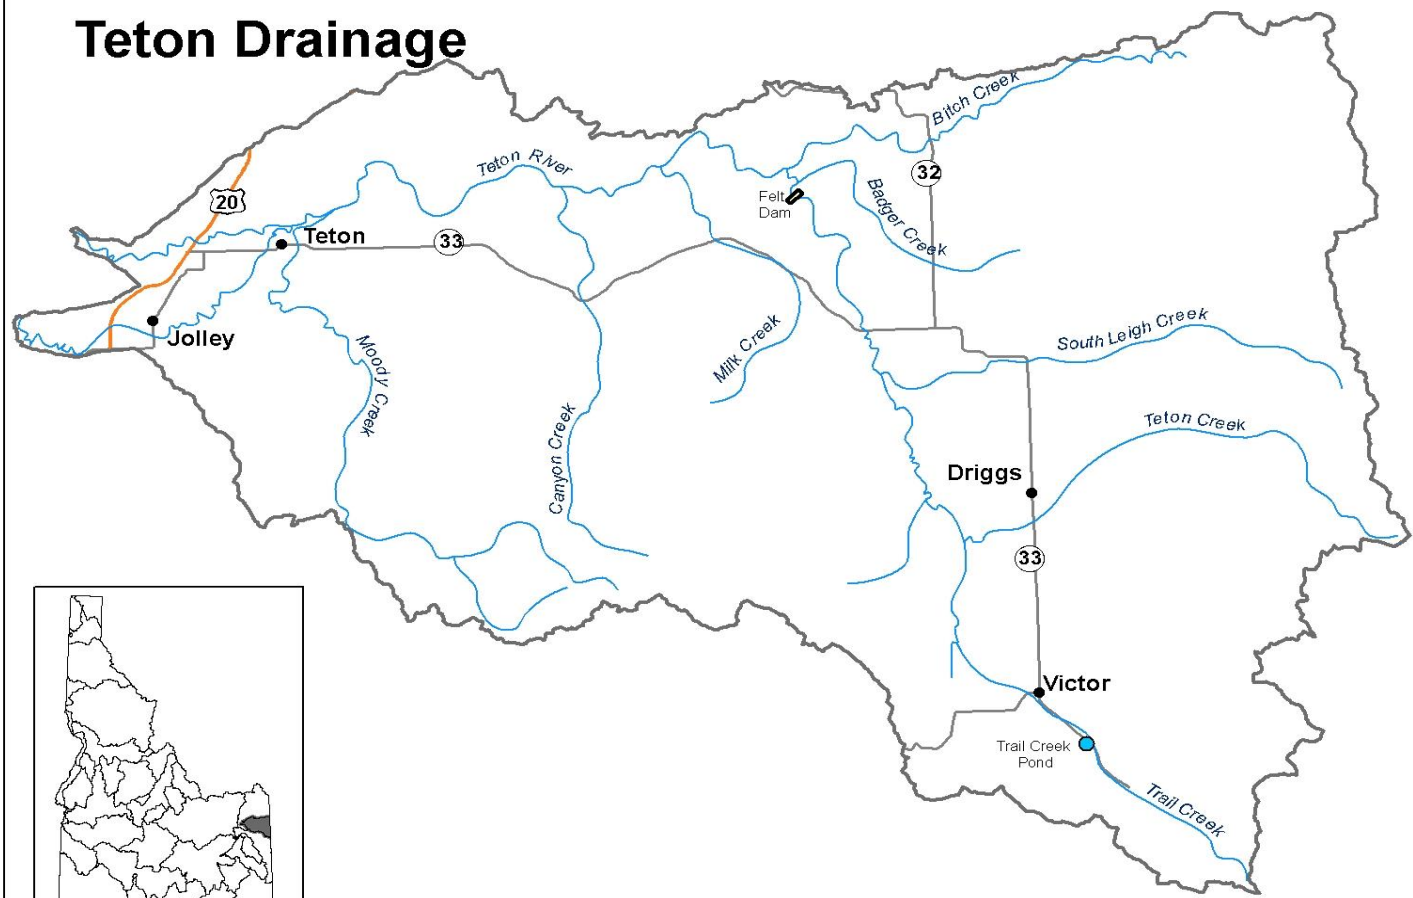 Teton Drainage
Bitch Creek
Teton River
32
20
Felt
Dam
Badger Creek
Teton
33
South Leigh Creek
Jolley
Milk Creek
Moody Creek
Canyon Creek
Teton Creek
Driggs
33
Victor
Trail Creek
Pond
Trail Creek